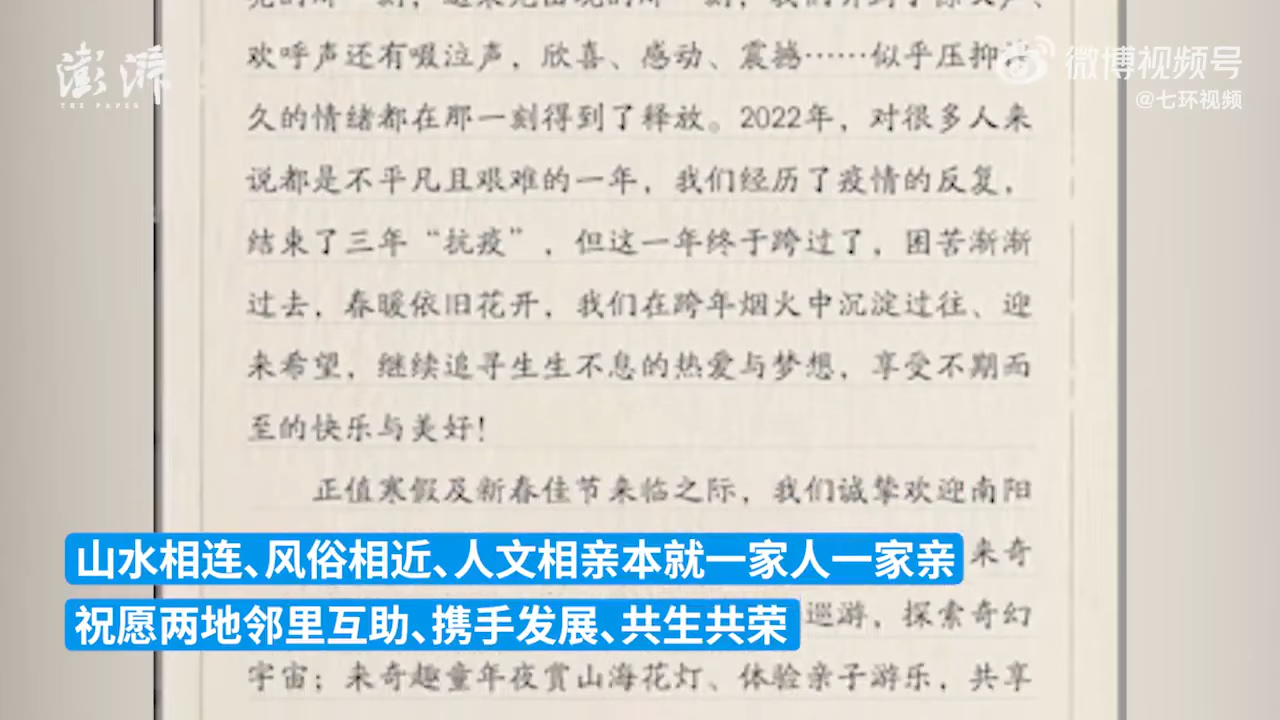 澎湃
THE PAPER
微博视频号
@七环视频
欢呼声还有啜泣声，欣喜、感动、震撼……似乎压抑许
久的情绪都在那一刻得到了释放。2022年，对很多人来
说都是不平凡且艰难的一年，我们经历了疫情的反复，
结束了三年“抗疫”，但这一年终于跨过了，困苦渐渐
过去，春暖依旧花开，我们在跨年烟火中沉淀过往、迎
来希望，继续追寻生生不息的热爱与梦想，享受不期而
至的快乐与美好！
正值寒假及新春佳节来临之际，我们诚挚欢迎南阳
来奇
巡游，探索奇幻
宇宙；来奇趣童年夜赏山海花灯、体验亲子游乐，共享
山水相连、风俗相近、人文相亲本就一家人一家亲
祝愿两地邻里互助、携手发展、共生共荣